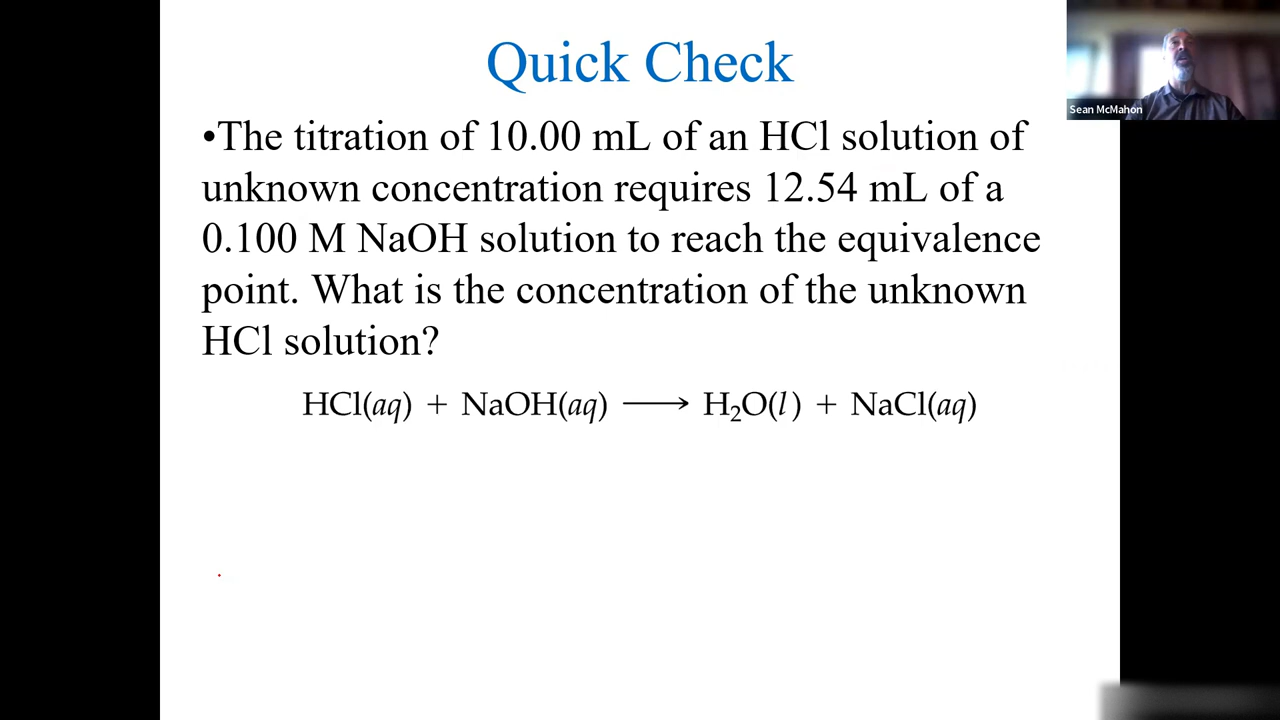 Quick Check
Sean McMahon
•The titration of 10.00 mL of an HCl solution of
unknown concentration requires 12.54 mL of a
0.100 M NaOH solution to reach the equivalence
point. What is the concentration of the unknown
HCl solution?
HCl(aq) + NaOH(aq) ⟶ H₂O(l) + NaCl(aq)